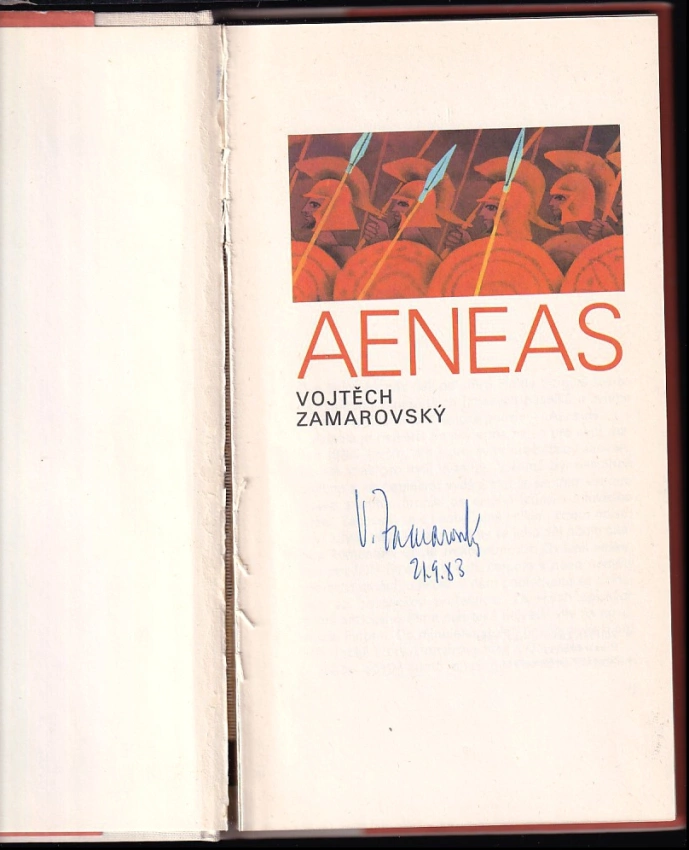 AENEAS
VOJTĚCH
ZAMAROVSKÝ
V. Zamarovský
21.9.83